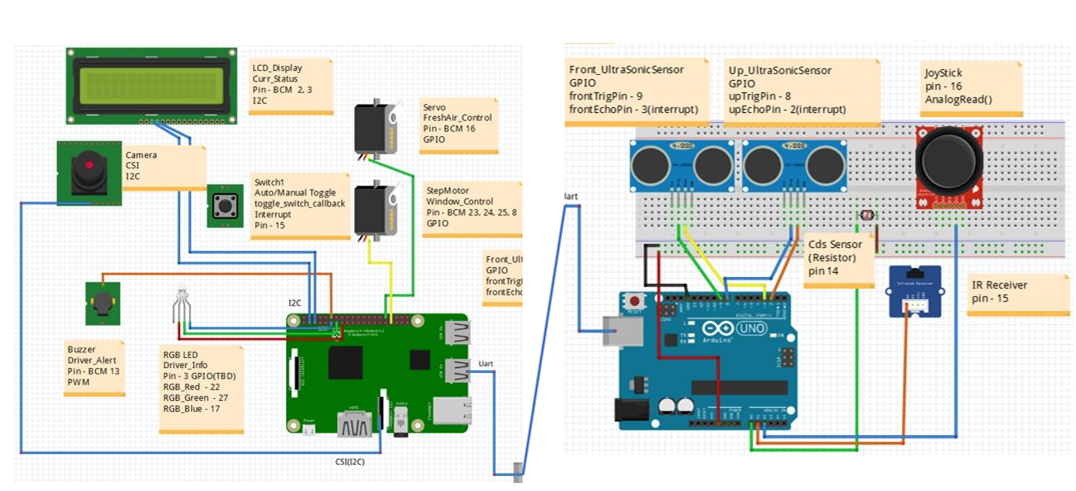 LCD_Display
Curr_Status
Pin - BCM 2, 3
I2C
Servo
FreshAir_Control
Pin - BCM 16
GPIO
Camera
CSI
I2C
Switch1
Auto/Manual Toggle
toggle_switch_callback
Interrupt
Pin - 15
StepMotor
Window_Control
Pin - BCM 23, 24, 25, 8
GPIO
Front_Ult
GPIO
frontTrigP
frontEcho
I2C
Buzzer
Driver_Alert
Pin - BCM 13
PWM
RGB LED
Driver_Info
Pin - 3 GPIO(TBD)
RGB_Red - 22
RGB_Green - 27
RGB_Blue - 17
Uart
CSI(I2C)
Front_UltraSonicSensor
GPIO
frontTrigPin - 9
frontEchoPin - 3(interrupt)
Up_UltraSonicSensor
GPIO
upTrigPin - 8
upEchoPin - 2(interrupt)
JoyStick
pin - 16
AnalogRead()
Jart
Cds Sensor
(Resistor)
pin 14
IR Receiver
pin - 15
RESET
UNO
Arduino